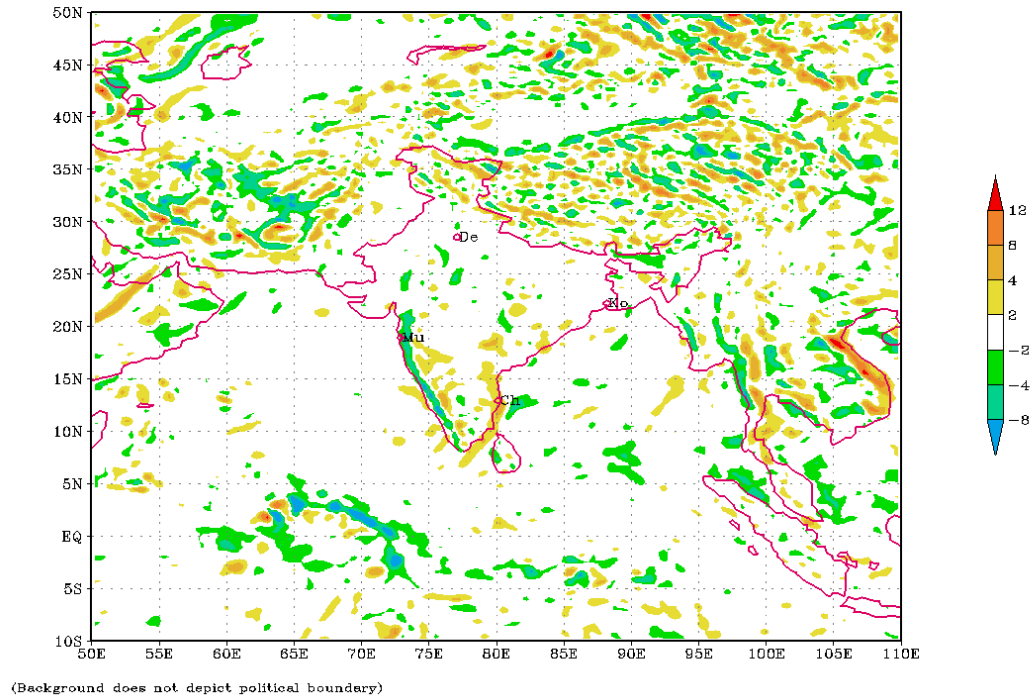 50N
45N
40N
35N
30N
25N
20N
15N
10N
5N
EQ
5S
10S
De
Ko
Mu
Ch
50E 55E 60E 65E 70E 75E 80E 85E 90E 95E 100E 105E 110E
12
8
4
2
-2
-4
-8
(Background does not depict political boundary)